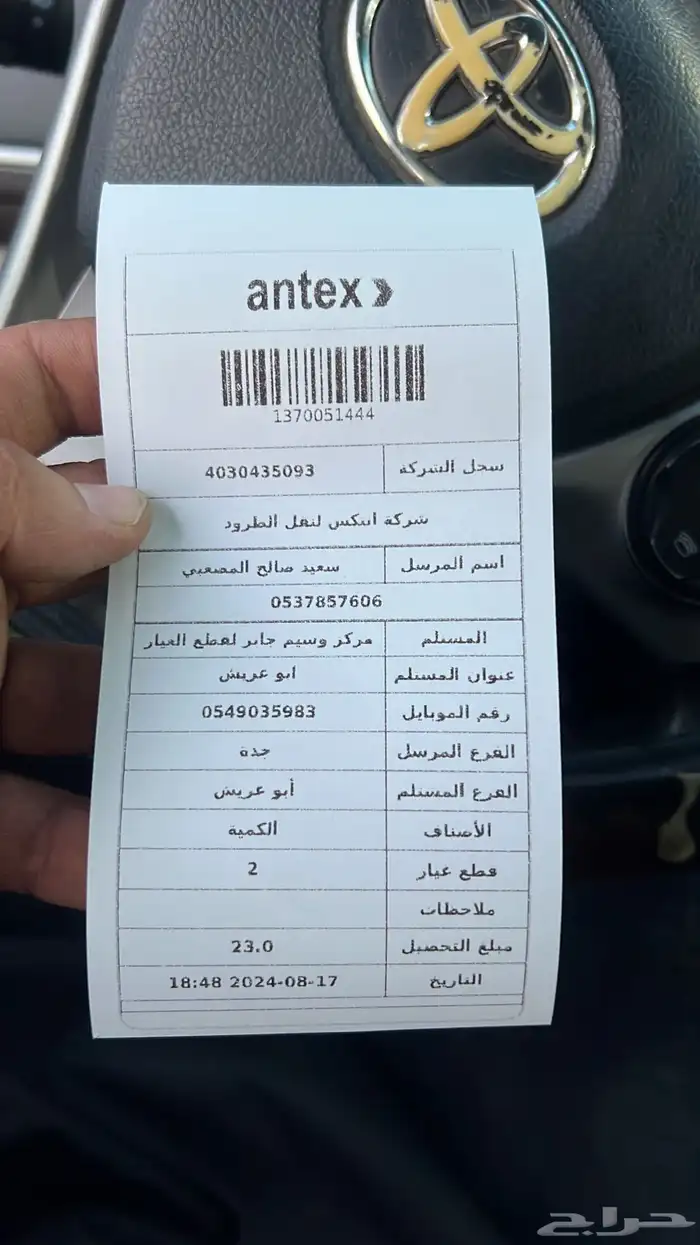 antex
1370051444
سجل الشركة 4030435093
شركة انتكس لنقل الطرود
اسم المرسل سعيد صالح المصعبي
0537857606
المستلم مركز وسيم جابر لقطع الغيار
عنوان المستلم ابو عريش
رقم الموبايل 0549035983
الفرع المرسل جدة
الفرع المستلم أبو عريش
الأصناف الكمية
قطع غيار 2
ملاحظات
مبلغ التحصيل 23.0
التاريخ 18:48 2024-08-17
حراج